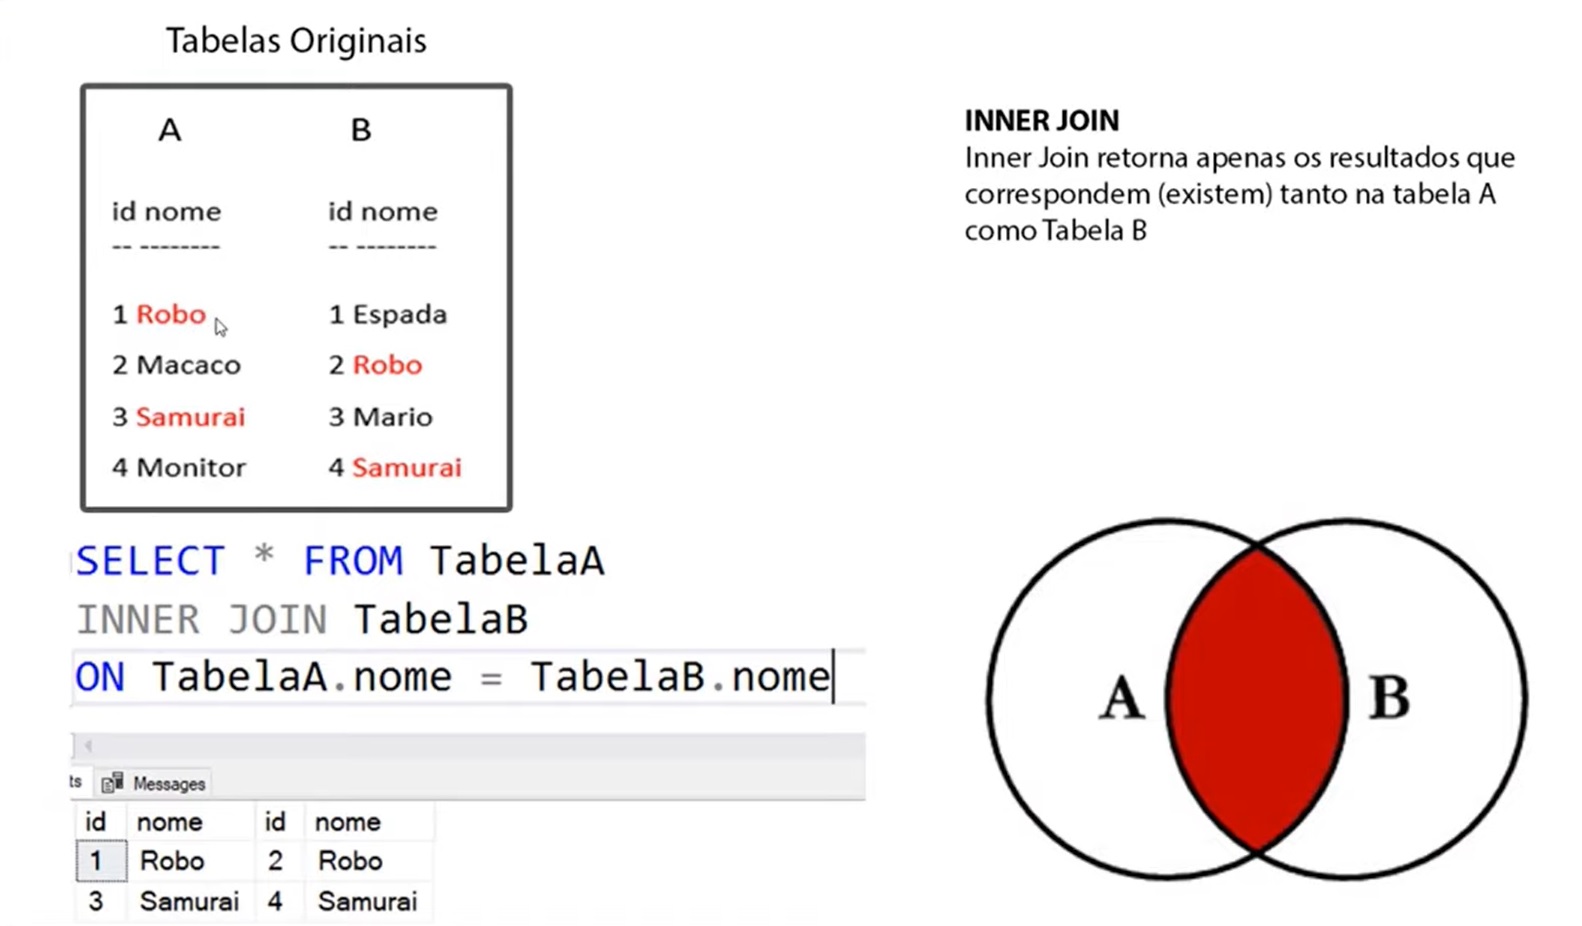 Tabelas Originais
A B
id nome id nome
-- -------- -- --------
1 Robo 1 Espada
2 Macaco 2 Robo
3 Samurai 3 Mario
4 Monitor 4 Samurai
INNER JOIN
Inner Join retorna apenas os resultados que
correspondem (existem) tanto na tabela A
como Tabela B
SELECT * FROM TabelaA
INNER JOIN TabelaB
ON TabelaA.nome = TabelaB.nome
ts Messages
id nome id nome
1 Robo 2 Robo
3 Samurai 4 Samurai
A B